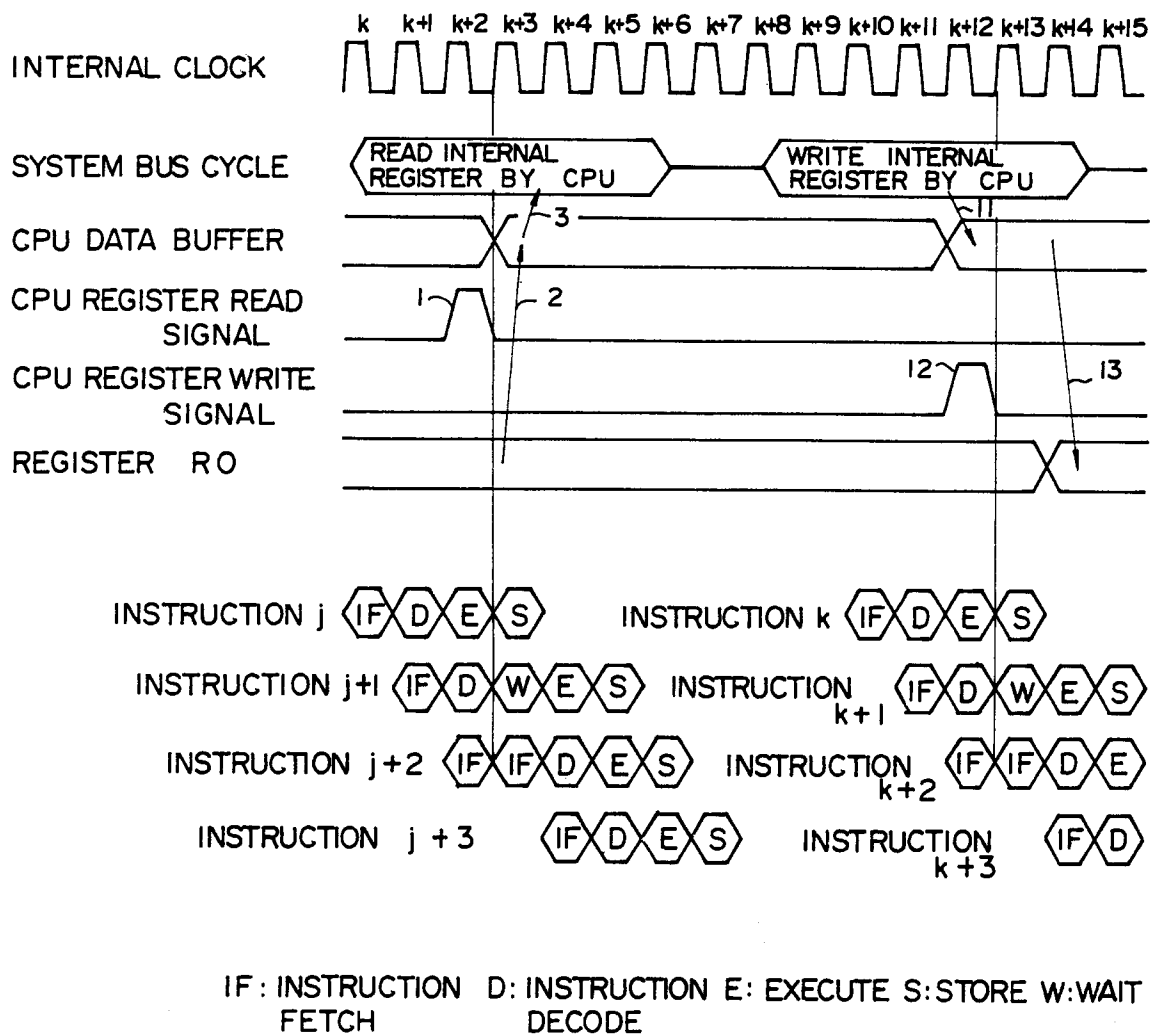 k k+1 k+2 k+3 k+4 k+5 k+6 k+7 k+8 k+9 k+10 k+11 k+12 k+13 k+14 k+15
INTERNAL CLOCK
SYSTEM BUS CYCLE
READ INTERNAL
REGISTER BY CPU
WRITE INTERNAL
REGISTER BY CPU
3
11
CPU DATA BUFFER
CPU REGISTER READ
SIGNAL
1
2
CPU REGISTER WRITE
SIGNAL
12
13
REGISTER RO
INSTRUCTION j IF D E S
INSTRUCTION k IF D E S
INSTRUCTION j+1 IF D W E S
INSTRUCTION
k+1
IF D W E S
INSTRUCTION j+2 IF IF D E S
INSTRUCTION
k+2
IF IF D E
INSTRUCTION j+3 IF D E S
INSTRUCTION
k+3
IF D
IF: INSTRUCTION D: INSTRUCTION E: EXECUTE S: STORE W: WAIT
FETCH DECODE